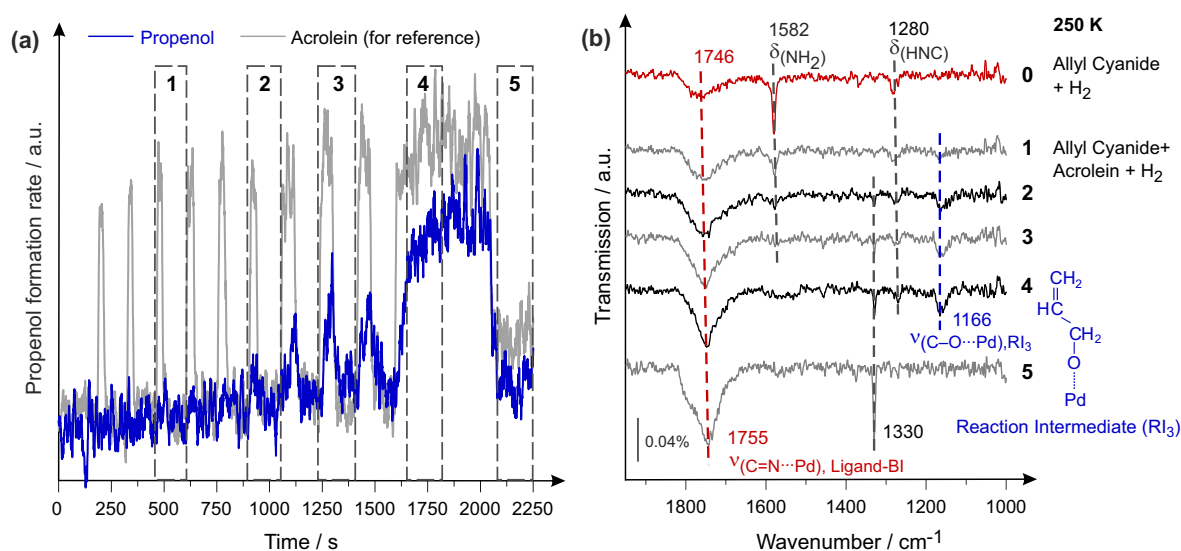 (a)
Propenol
Acrolein (for reference)
1
2
3
4
5
Propenol formation rate / a.u.
0
250
500
750
1000
1250
1500
1750
2000
2250
Time / s
(b)
1746
1582
δ(NH2)
1280
δ(HNC)
250 K
0
Allyl Cyanide
+ H2
1
Allyl Cyanide+
Acrolein + H2
2
3
4
5
1166
ν(C–O···Pd),RI3
CH2
HC
CH2
O
Pd
Reaction Intermediate (RI3)
0.04%
1755
ν(C=N···Pd), Ligand-BI
1330
Transmission / a.u.
1800
1600
1400
1200
1000
Wavenumber / cm-1